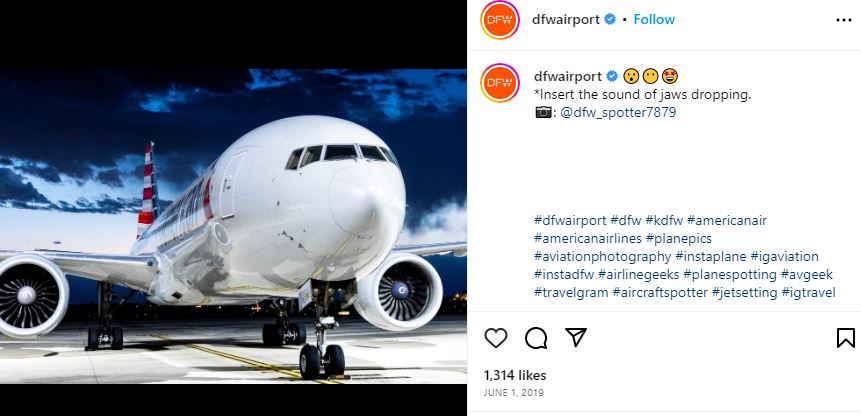 DFW dfwairport • Follow
DFW dfwairport 😯😶🤩
*Insert the sound of jaws dropping.
📷: @dfw_spotter7879
#dfwairport #dfw #kdfw #americanair
#americanairlines #planepics
#aviationphotography #instaplane #igaviation
#instadfw #airlinegeeks #planespotting #avgeek
#travelgram #aircraftspotter #jetsetting #igtravel
1,314 likes
JUNE 1, 2019